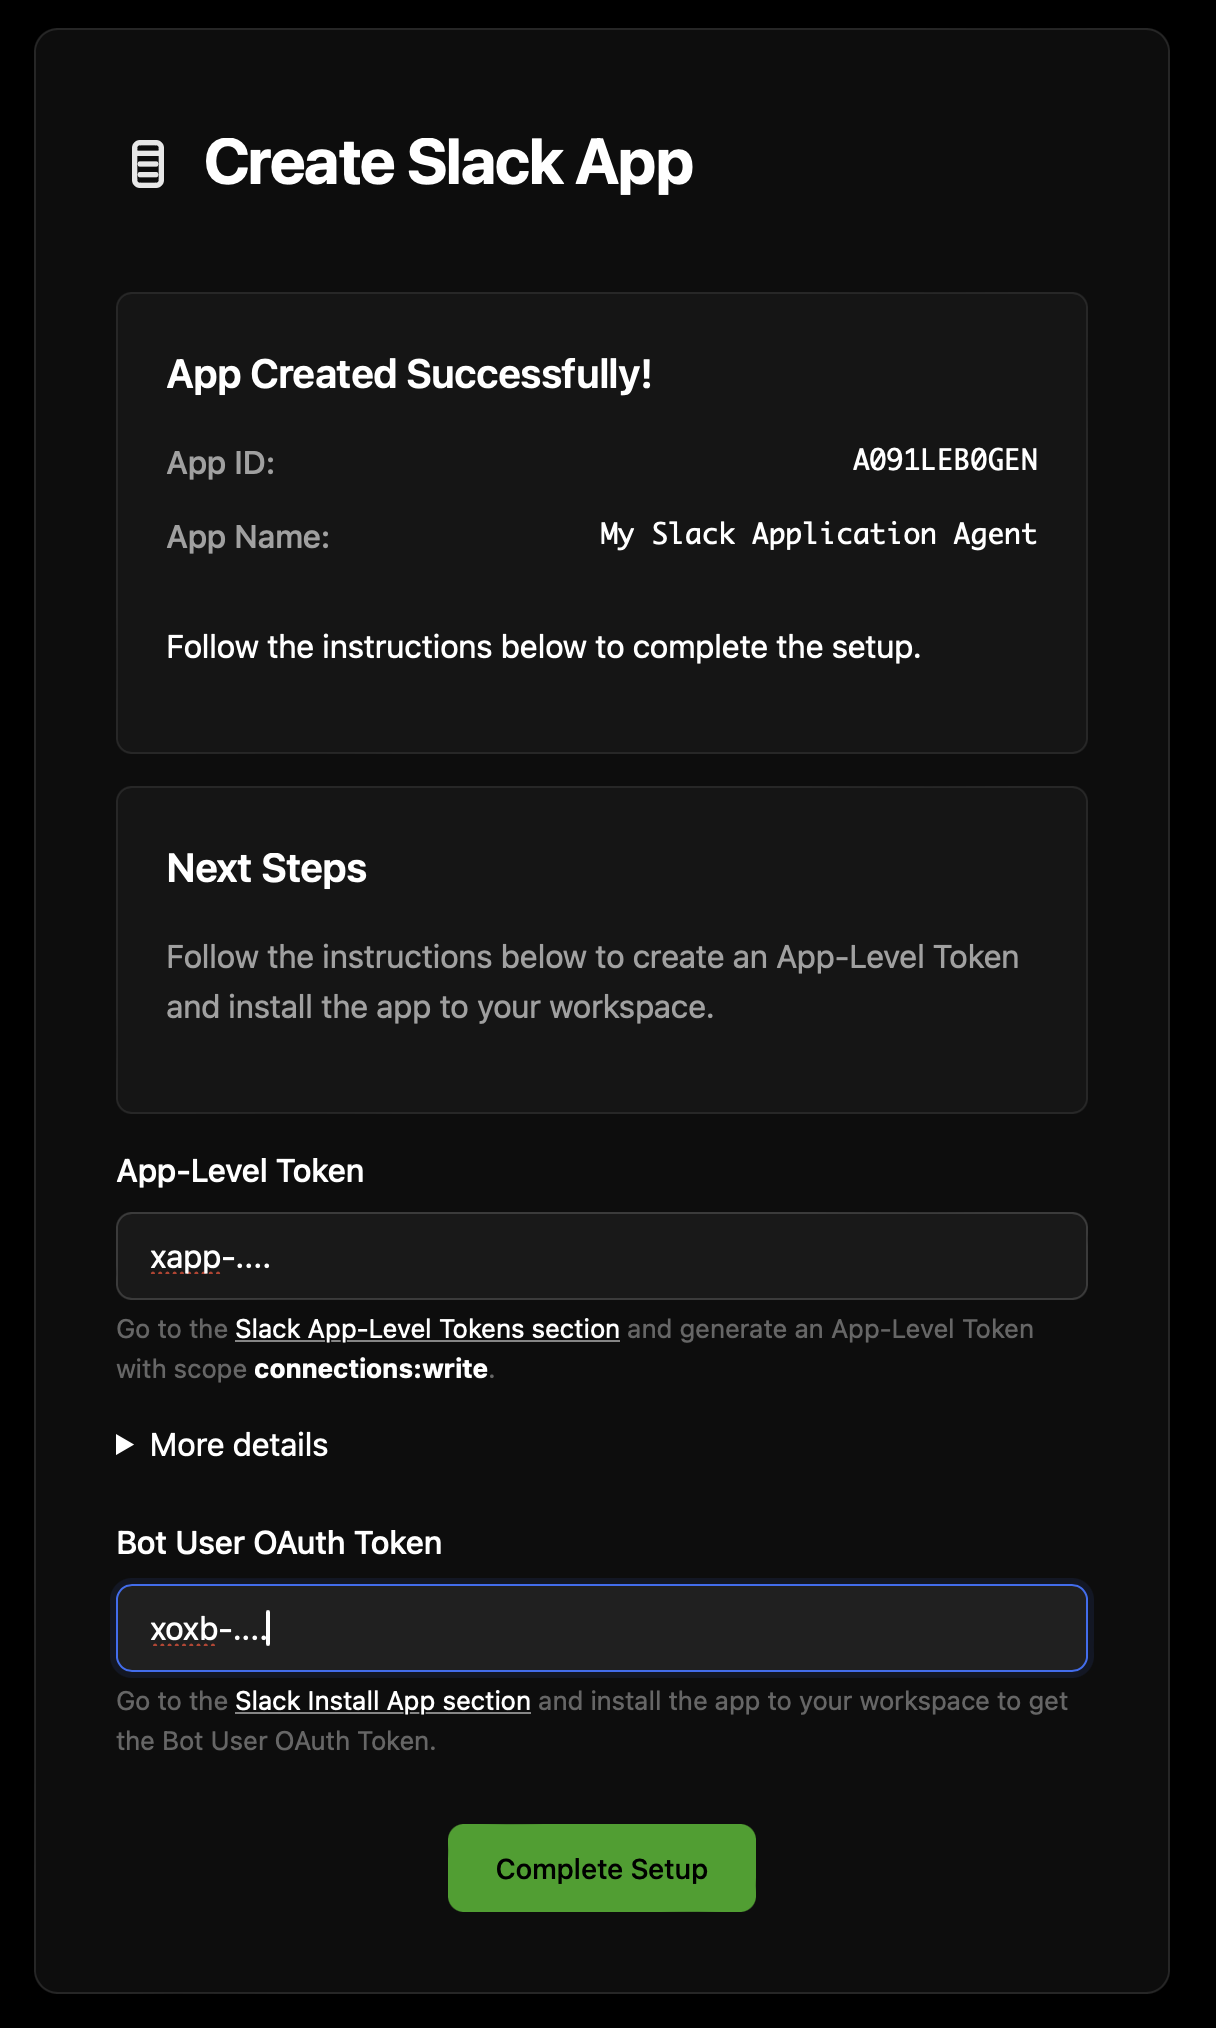 Create Slack App
App Created Successfully!
App ID: A091LEB0GEN
App Name: My Slack Application Agent
Follow the instructions below to complete the setup.
Next Steps
Follow the instructions below to create an App-Level Token
and install the app to your workspace.
App-Level Token
xapp-....
Go to the Slack App-Level Tokens section and generate an App-Level Token
with scope connections:write.
More details
Bot User OAuth Token
xoxb-....
Go to the Slack Install App section and install the app to your workspace to get
the Bot User OAuth Token.
Complete Setup